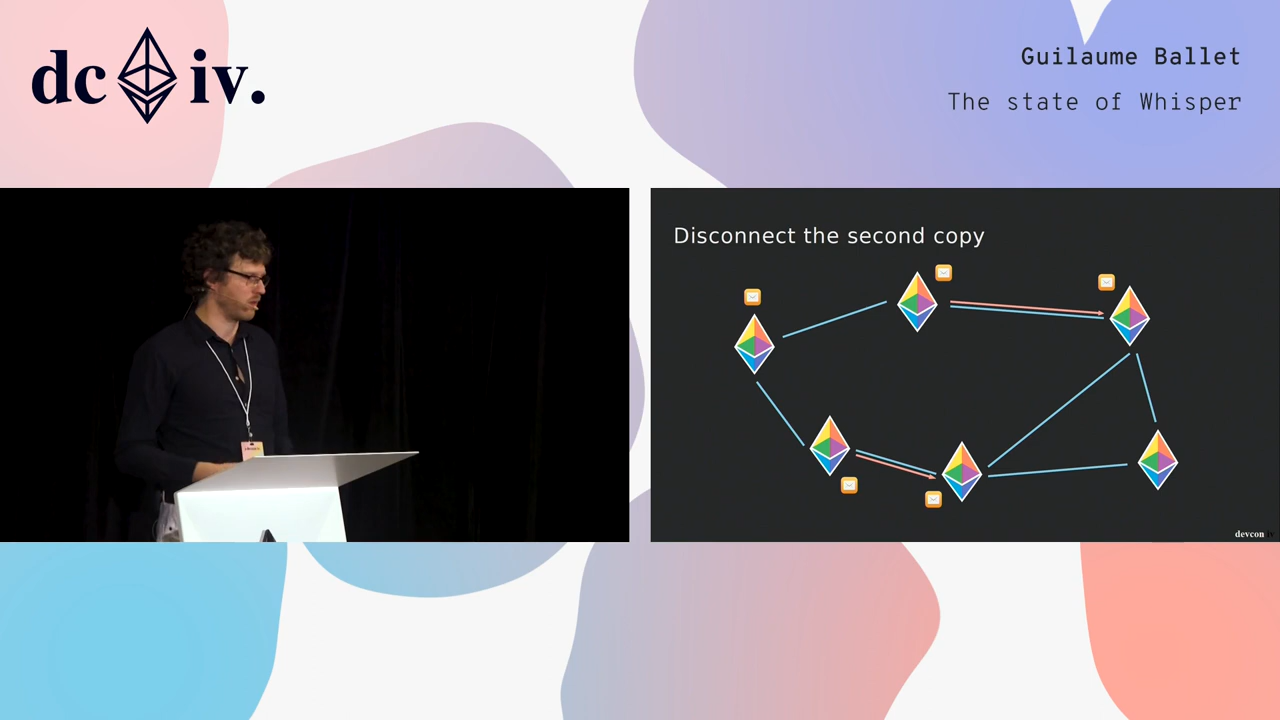 dc iv.
Guilaume Ballet
The state of Whisper
Disconnect the second copy
devcon